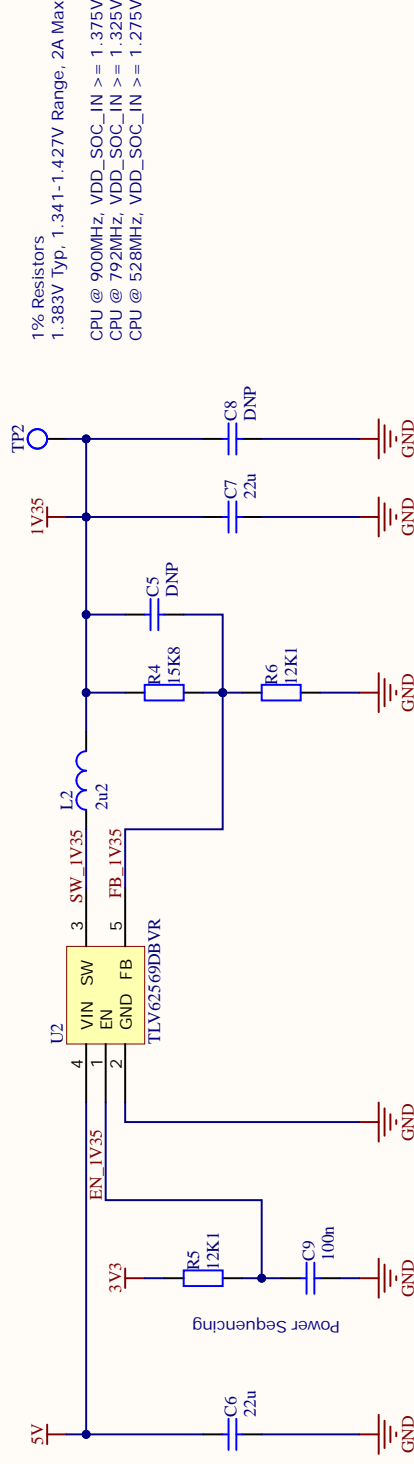 1% Resistors
1.383V Typ, 1.341-1.427V Range, 2A Max
CPU @ 900MHz, VDD_SOC_IN >= 1.375V
CPU @ 792MHz, VDD_SOC_IN >= 1.325V
CPU @ 528MHz, VDD_SOC_IN >= 1.275V
TP2
1V35
C8
DNP
C7
22u
GND
GND
C5
DNP
R4
15K8
R6
12K1
GND
L2
2u2
SW_1V35
FB_1V35
3
5
U2
VIN SW
EN
GND FB
TLV62569DBVR
4
1
2
EN_1V35
GND
3V3
R5
12K1
C9
100n
GND
Power Sequencing
5V
C6
22u
GND